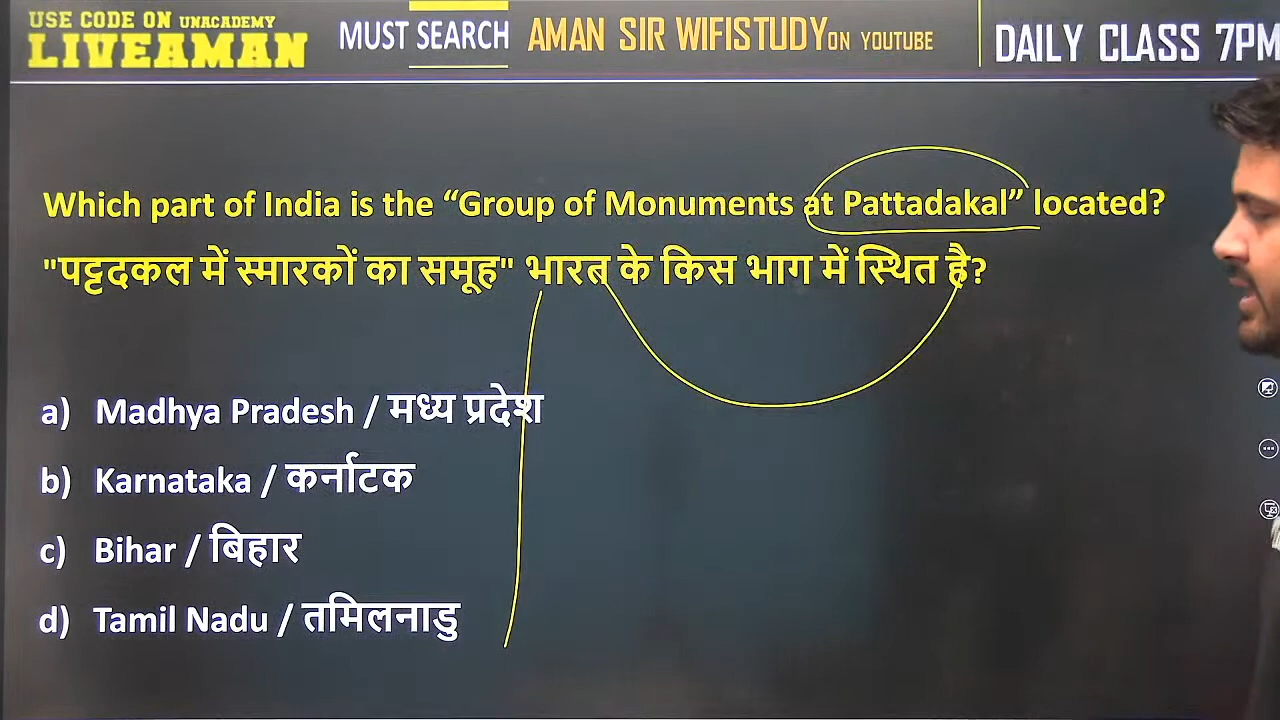 USE CODE ON UNACADEMY
LIVEAMAN
MUST SEARCH AMAN SIR WIFISTUDY ON YOUTUBE
DAILY CLASS 7PM
Which part of India is the “Group of Monuments at Pattadakal” located?
"पट्टदकल में स्मारकों का समूह" भारत के किस भाग में स्थित है?
a) Madhya Pradesh / मध्य प्रदेश
b) Karnataka / कर्नाटक
c) Bihar / बिहार
d) Tamil Nadu / तमिलनाडु